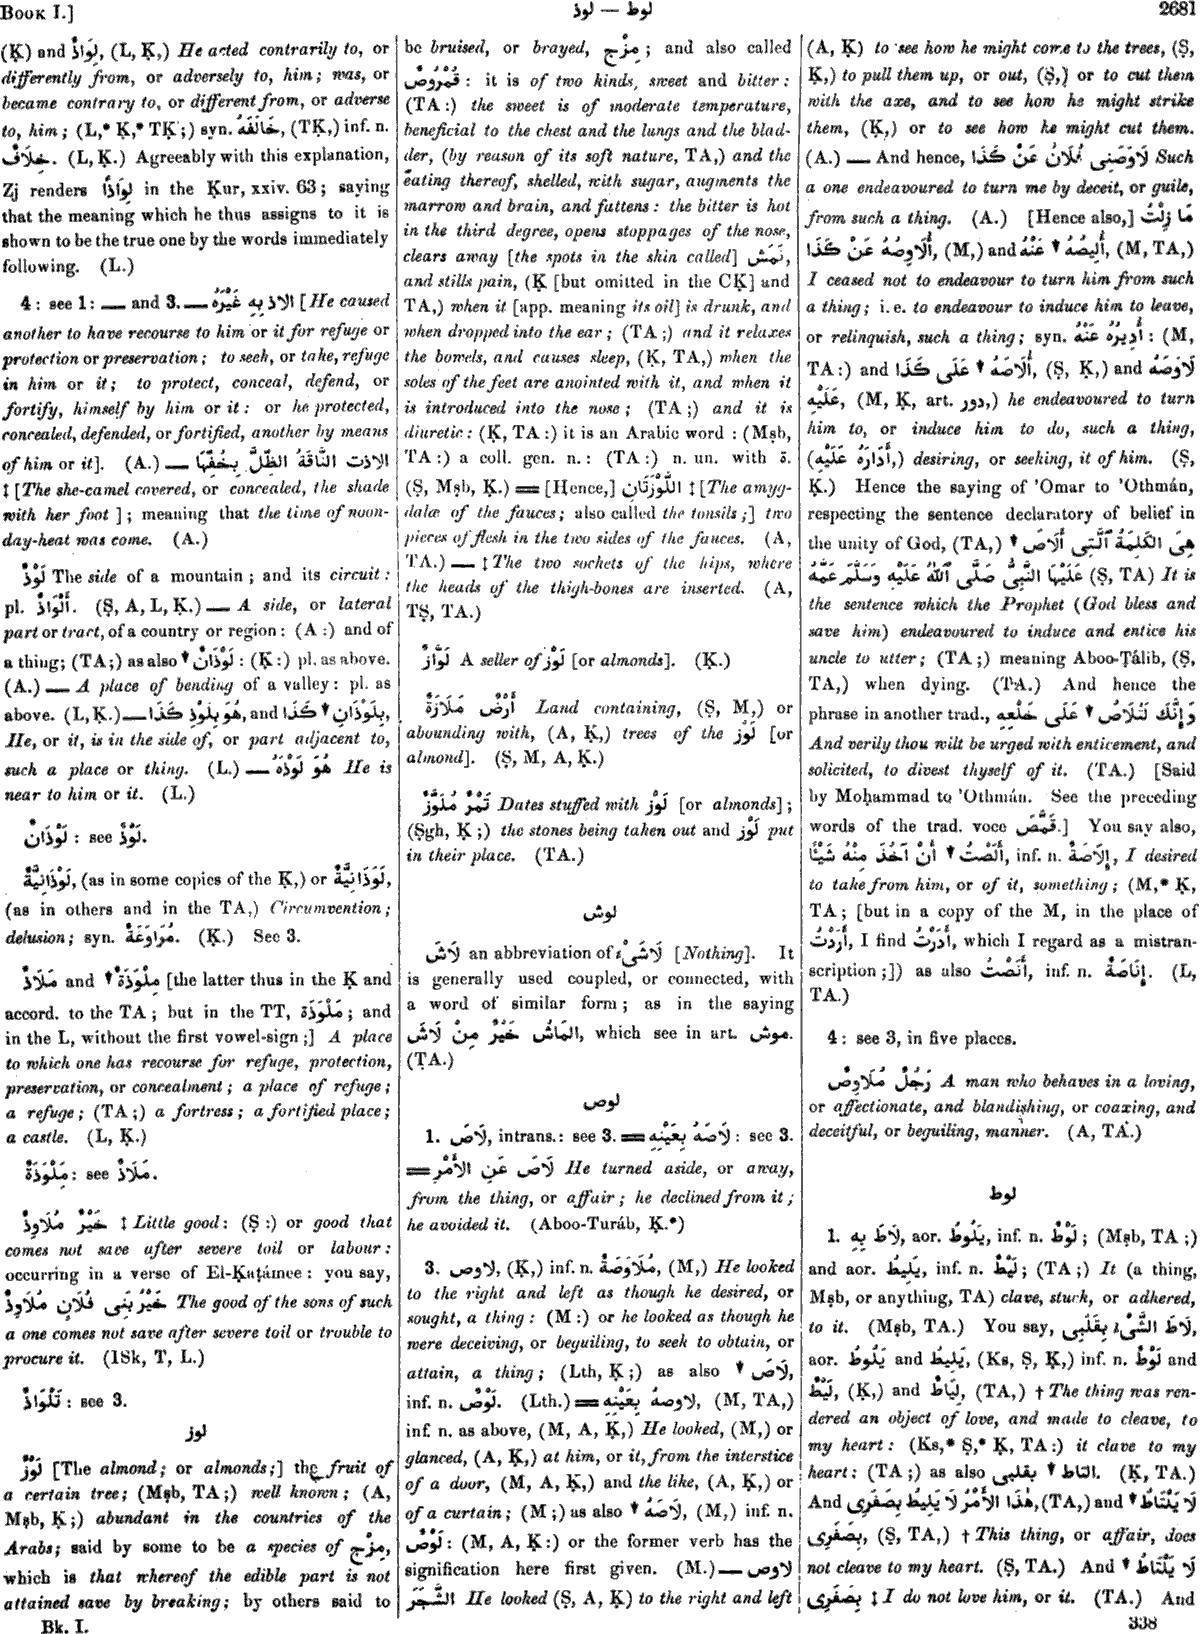 BOOK I.]
لوذ — لوط
2681
(Ḳ) and لِوَاذٌ, (L, Ḳ,) He acted contrarily to, or
differently from, or adversely to, him; was, or
became contrary to, or different from, or adverse
to, him; (L,* Ḳ,* TḲ;) syn. خَالَفَهُ, (TḲ,) inf. n.
خِلَافٌ. (L, Ḳ.) Agreeably with this explanation,
Zj renders لِوَاذًا in the Ḳur, xxiv. 63; saying
that the meaning which he thus assigns to it is
shown to be the true one by the words immediately
following. (L.)
4: see 1: — and 3. — الاذ بِهِ غَيْرَهُ [He caused
another to have recourse to him or it for refuge or
protection or preservation; to seek, or take, refuge
in him or it; to protect, conceal, defend, or
fortify, himself by him or it: or he protected,
concealed, defended, or fortified, another by means
of him or it]. (A.) — الاذت النَّاقَةُ الظِّلَّ بِخُفِّهَا
‡ [The she-camel covered, or concealed, the shade
with her foot]; meaning that the time of noon-
day-heat was come. (A.)
لَوْذٌ The side of a mountain; and its circuit:
pl. أَلْوَاذٌ. (Ṣ, A, L, Ḳ.) — A side, or lateral
part or tract, of a country or region: (A:) and of
a thing; (TA;) as also ▾ لَوْذَانٌ: (Ḳ:) pl. as above.
(A.) — A place of bending of a valley: pl. as
above. (L, Ḳ.) — هُوَ بِلَوْذِ كَذَا, and ▾ بِلَوْذَانِ كَذَا,
He, or it, is in the side of, or part adjacent to,
such a place or thing. (L.) — هُوَ لَوْذَهُ He is
near to him or it. (L.)
لَوْذَانٌ: see لَوْذٌ.
لَوْذَانِيَّةٌ, (as in some copies of the Ḳ,) or لَوَذَانِيَّةٌ,
(as in others and in the TA,) Circumvention;
delusion; syn. مُرَاوَغَةٌ. (Ḳ.) See 3.
مَلَاذٌ and ▾ مِلْوَذَةٌ [the latter thus in the Ḳ and
accord. to the TA; but in the TT, مَلْوَذَة; and
in the L, without the first vowel-sign;] A place
to which one has recourse for refuge, protection,
preservation, or concealment; a place of refuge;
a refuge; (TA;) a fortress; a fortified place;
a castle. (L, Ḳ.)
مَلْوَذَةٌ: see مَلَاذٌ.
خَيْرٌ مُلَاوِذٌ ‡ Little good: (Ṣ:) or good that
comes not save after severe toil or labour:
occurring in a verse of El-Ḳuṭámee: you say,
خَيْرُ بَنِى فُلَانٍ مُلَاوِذٌ The good of the sons of such
a one comes not save after severe toil or trouble to
procure it. (ISk, T, L.)
تَلْوَاذٌ: see 3.
لوز
لَوْزٌ [The almond; or almonds;] the fruit of
a certain tree; (Mṣb, TA;) well known; (A,
Mṣb, Ḳ;) abundant in the countries of the
Arabs; said by some to be a species of مِزْج,
which is that whereof the edible part is not
attained save by breaking; by others said to
Bk. I.
be bruised, or brayed, مِزْج; and also called
قُمْرُوصٌ: it is of two kinds, sweet and bitter:
(TA:) the sweet is of moderate temperature,
beneficial to the chest and the lungs and the blad-
der, (by reason of its soft nature, TA,) and the
eating thereof, shelled, with sugar, augments the
marrow and brain, and fattens: the bitter is hot
in the third degree, opens stoppages of the nose,
clears away [the spots in the skin called] نَمَش,
and stills pain, (Ḳ [but omitted in the CḲ] and
TA,) when it [app. meaning its oil] is drunk, and
when dropped into the ear; (TA;) and it relaxes
the bowels, and causes sleep, (Ḳ, TA,) when the
soles of the feet are anointed with it, and when it
is introduced into the nose; (TA;) and it is
diuretic: (Ḳ, TA:) it is an Arabic word: (Mṣb,
TA:) a coll. gen. n.: (TA:) n. un. with ة.
(Ṣ, Mṣb, Ḳ.) = [Hence,] اللَّوْزَتَانِ ‡ [The amyg-
dalæ of the fauces; also called the tonsils;] two
pieces of flesh in the two sides of the fauces. (A,
TA.) — ‡ The two sockets of the hips, where
the heads of the thigh-bones are inserted. (A,
TṢ, TA.)
لَوَّازٌ A seller of لَوْز [or almonds]. (Ḳ.)
أَرْضٌ مَلَازَةٌ Land containing, (Ṣ, M,) or
abounding with, (A, Ḳ,) trees of the لَوْز [or
almond]. (Ṣ, M, A, Ḳ.)
تَمْرٌ مُلَوَّزٌ Dates stuffed with لَوْز [or almonds];
(Ṣgh, Ḳ;) the stones being taken out and لَوْز put
in their place. (TA.)
لوش
لَاشَ an abbreviation of لَاشَىْءَ [Nothing]. It
is generally used coupled, or connected, with
a word of similar form; as in the saying
المَاشُ خَيْرٌ مِنْ لَاشَ, which see in art. موش.
(TA.)
لوص
1. لَاصَ, intrans.: see 3. = لَاصَهُ بِعَيْنِهِ: see 3.
= لَاصَ عَنِ الأَمْرِ He turned aside, or away,
from the thing, or affair; he declined from it;
he avoided it. (Aboo-Turáb, Ḳ.*)
3. لاوص, (Ḳ,) inf. n. مُلَاوَصَةٌ, (M,) He looked
to the right and left as though he desired, or
sought, a thing: (M:) or he looked as though he
were deceiving, or beguiling, to seek to obtain, or
attain, a thing; (Lth, Ḳ;) as also ▾ لَاصَ,
inf. n. لَوْصٌ. (Lth.) = لاوصهُ بِعَيْنِهِ, (M, TA,)
inf. n. as above, (M, A, Ḳ,) He looked, (M,) or
glanced, (A, Ḳ,) at him, or it, from the interstice
of a door, (M, A, Ḳ,) and the like, (A, Ḳ,) or
of a curtain; (M;) as also ▾ لَاصَهُ, (M,) inf. n.
لَوْصٌ: (M, A, Ḳ:) or the former verb has the
signification here first given. (M.) — لاوص
الشَّجَرَ He looked (Ṣ, A, Ḳ) to the right and left
(A, Ḳ) to see how he might come to the trees, (Ṣ,
Ḳ,) to pull them up, or out, (Ṣ,) or to cut them
with the axe, and to see how he might strike
them, (Ḳ,) or to see how he might cut them.
(A.) — And hence, لَاوَصَنِى فُلَانٌ عَنْ كَذَا Such
a one endeavoured to turn me by deceit, or guile,
from such a thing. (A.) [Hence also,] مَا زِلْتُ
أُلَاوِصُهُ عَنْ كَذَا, (M,) and ▾ أُلِيصُهُ عَنْهُ, (M, TA,)
I ceased not to endeavour to turn him from such
a thing; i. e. to endeavour to induce him to leave,
or relinquish, such a thing; syn. أُدِيرُهُ عَنْهُ: (M,
TA:) and ▾ أَلَاصَهُ عَلَى كَذَا, (Ṣ, Ḳ,) and لَاوَصَهُ
عَلَيْهِ, (M, Ḳ, art. دور,) he endeavoured to turn
him to, or induce him to do, such a thing,
(أَدَارَهُ عَلَيْهِ,) desiring, or seeking, it of him. (Ṣ,
Ḳ.) Hence the saying of 'Omar to 'Othmán,
respecting the sentence declaratory of belief in
the unity of God, (TA,) هِىَ الكَلِمَةُ ٱلَّتِى أَلَاصَ ▾
عَلَيْهَا النَّبِىُّ صَلَّى ٱللّٰهُ عَلَيْهِ وَسَلَّمَ عَمَّهُ (Ṣ, TA) It is
the sentence which the Prophet (God bless and
save him) endeavoured to induce and entice his
uncle to utter; (TA;) meaning Aboo-Ṭálib, (Ṣ,
TA,) when dying. (TA.) And hence the
phrase in another trad., وَإِنَّكَ تُلَاصُ ▾ عَلَى خَلْعِهِ
And verily thou wilt be urged with enticement, and
solicited, to divest thyself of it. (TA.) [Said
by Moḥammad to 'Othmán. See the preceding
words of the trad. voce قَمَّصَ.] You say also,
أَلَصْتُ ▾ أَنْ آخُذَ مِنْهُ شَيْئًا, inf. n. إِلَاصَةٌ, I desired
to take from him, or of it, something; (M,* Ḳ,
TA; [but in a copy of the M, in the place of
أَرَدْتُ, I find أَدَرْتُ, which I regard as a mistran-
scription;]) as also أَنَصْتُ, inf. n. إِنَاصَةٌ. (L,
TA.)
4: see 3, in five places.
رَجُلٌ مُلَاوِصٌ A man who behaves in a loving,
or affectionate, and blandishing, or coaxing, and
deceitful, or beguiling, manner. (A, TA.)
لوط
1. لَاطَ بِهِ, aor. يَلُوطُ, inf. n. لَوْطٌ; (Mṣb, TA;)
and aor. يَلِيطُ, inf. n. لَيْطٌ; (TA;) It (a thing,
Mṣb, or anything, TA) clave, stuck, or adhered,
to it. (Mṣb, TA.) You say, لَاطَ الشَّىْءُ بِقَلْبِى,
aor. يَلُوطُ and يَلِيطُ, (Ks, Ṣ, Ḳ,) inf. n. لَوْطٌ and
لَيْطٌ, (Ḳ,) and لِيَاطٌ, (TA,) † The thing was ren-
dered an object of love, and made to cleave, to
my heart: (Ks,* Ṣ,* Ḳ, TA:) it clave to my
heart: (TA;) as also ▾ التاط بقلبى. (Ḳ, TA.)
And هٰذَا الأَمْرُ لَا يَلِيطُ بِصَفَرِى, (TA,) and ▾ لَا يَلْتَاطُ
بِصَفَرِى, (Ṣ, TA,) † This thing, or affair, does
not cleave to my heart. (Ṣ, TA.) And ▾ لَا يَلْتَاطُ
بِصَفَرِى ‡ I do not love him, or it. (TA.) And
338